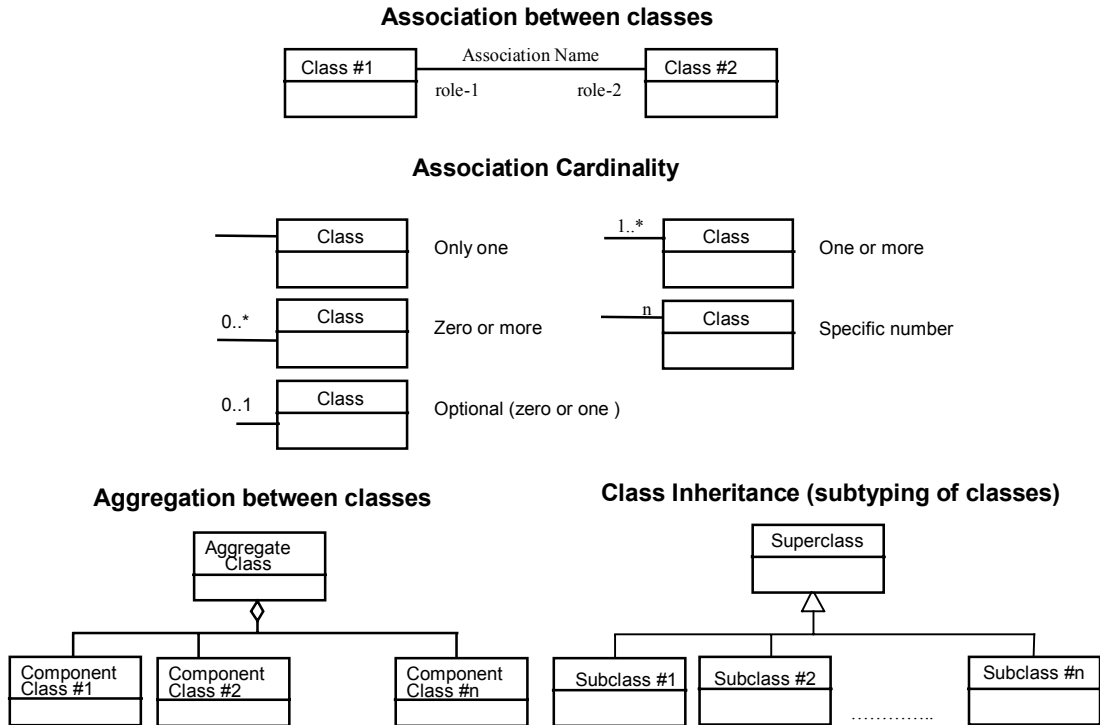 Association between classes
Association Name
Class #1
Class #2
role-1
role-2
Association Cardinality
Class
Only one
1..*
Class
One or more
0..*
Class
Zero or more
n
Class
Specific number
0..1
Class
Optional (zero or one )
Aggregation between classes
Aggregate
Class
Component
Class #1
Component
Class #2
Component
Class #n
Class Inheritance (subtyping of classes)
Superclass
Subclass #1
Subclass #2
…………..
Subclass #n